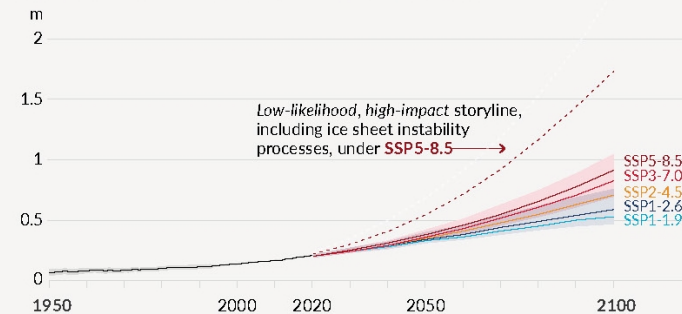 m
2
1.5
Low-likelihood, high-impact storyline,
including ice sheet instability
processes, under SSP5-8.5
1
SSP5-8.5
SSP3-7.0
SSP2-4.5
SSP1-2.6
SSP1-1.9
0.5
0
1950 2000 2020 2050 2100